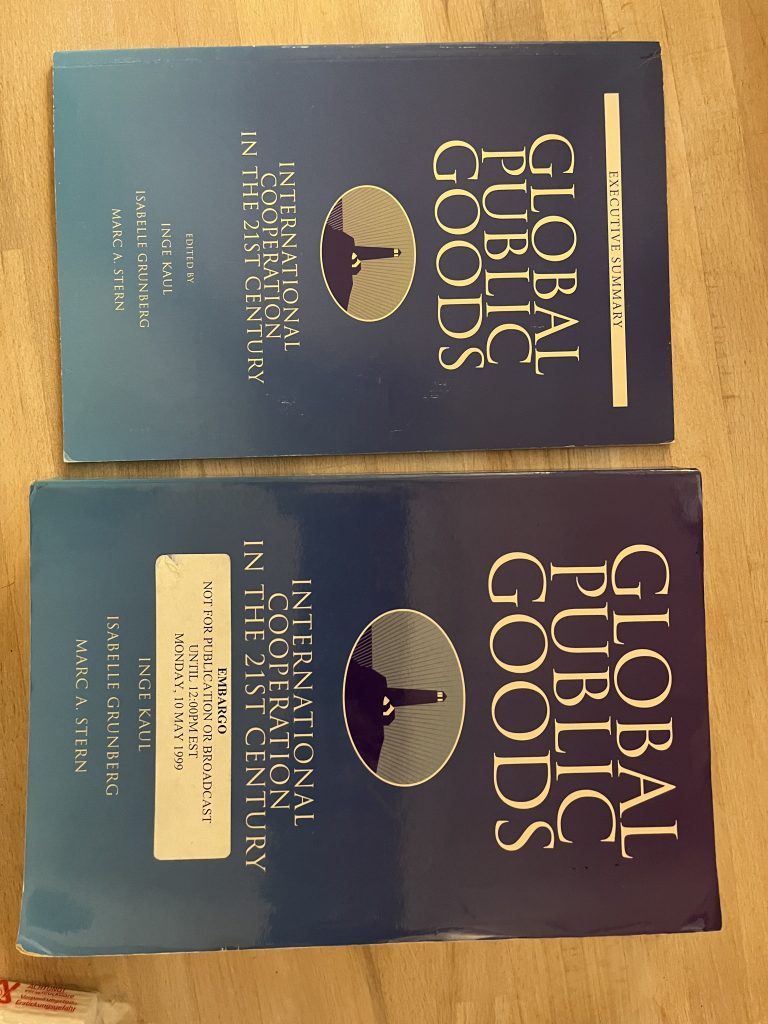 EXECUTIVE SUMMARY
GLOBAL
PUBLIC
GOODS
INTERNATIONAL
COOPERATION
IN THE 21ST CENTURY
EDITED BY
INGE KAUL
ISABELLE GRUNBERG
MARC A. STERN
GLOBAL
PUBLIC
GOODS
INTERNATIONAL
COOPERATION
IN THE 21ST CENTURY
EMBARGO
NOT FOR PUBLICATION OR BROADCAST
UNTIL 12:00PM EST
MONDAY, 10 MAY 1999
INGE KAUL
ISABELLE GRUNBERG
MARC A. STERN
ACHTUNG!